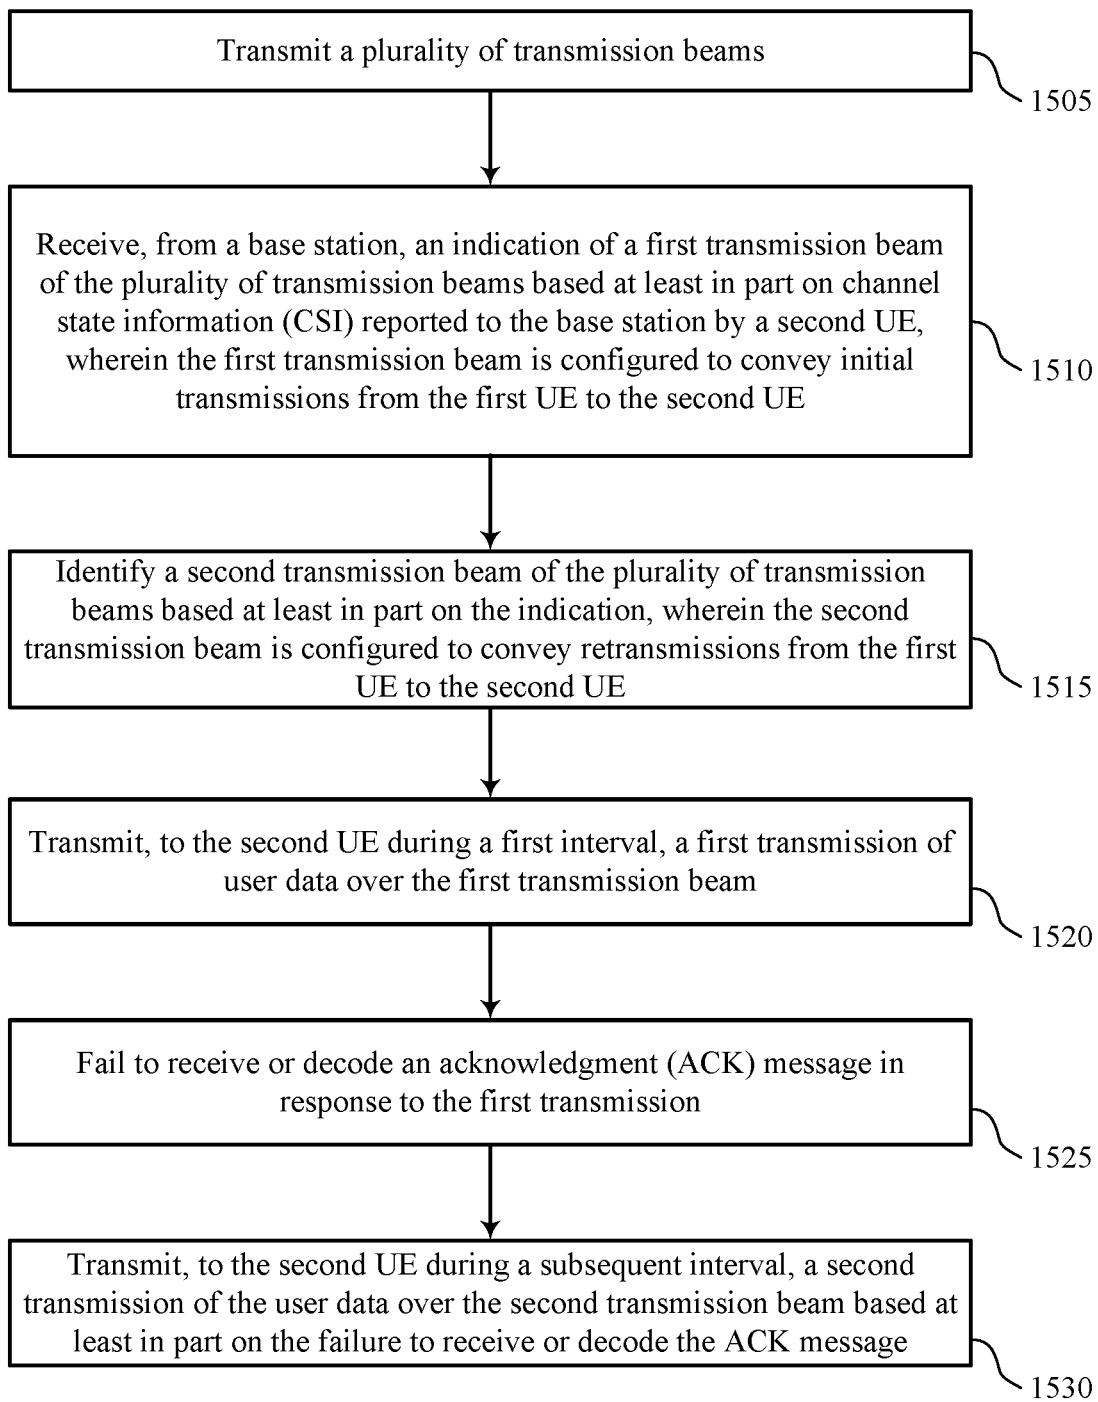 Transmit a plurality of transmission beams
1505
Receive, from a base station, an indication of a first transmission beam
of the plurality of transmission beams based at least in part on channel
state information (CSI) reported to the base station by a second UE,
wherein the first transmission beam is configured to convey initial
transmissions from the first UE to the second UE
1510
Identify a second transmission beam of the plurality of transmission
beams based at least in part on the indication, wherein the second
transmission beam is configured to convey retransmissions from the first
UE to the second UE
1515
Transmit, to the second UE during a first interval, a first transmission of
user data over the first transmission beam
1520
Fail to receive or decode an acknowledgment (ACK) message in
response to the first transmission
1525
Transmit, to the second UE during a subsequent interval, a second
transmission of the user data over the second transmission beam based at
least in part on the failure to receive or decode the ACK message
1530